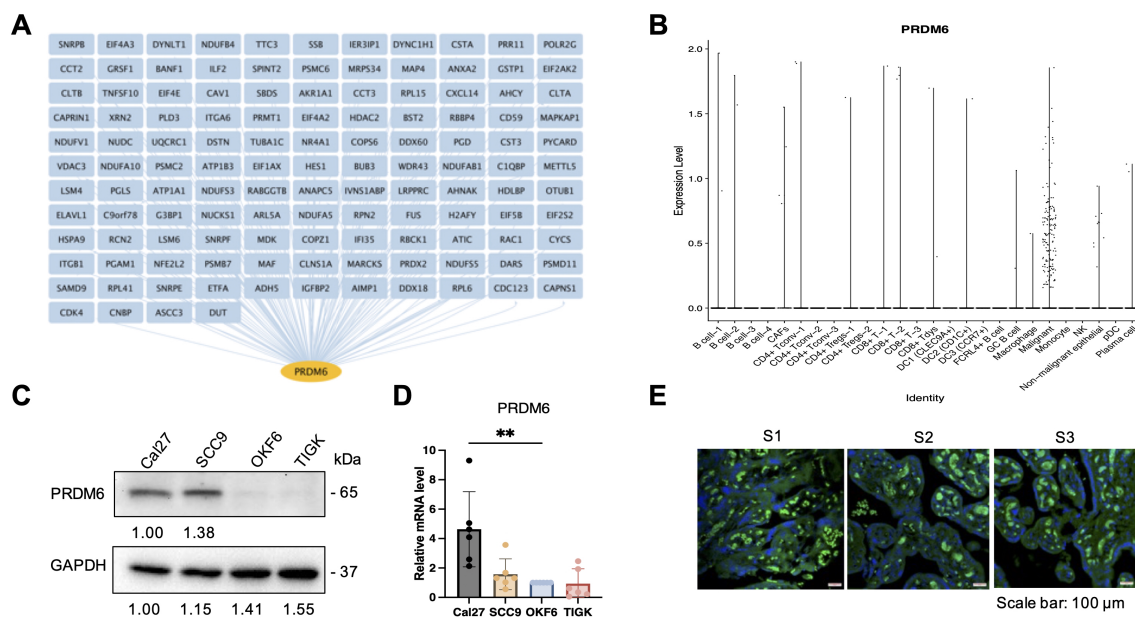 A
SNRPB EIF4A3 DYNLT1 NDUFB4 TTC3 SSB IER3IP1 DYNC1H1 CSTA PRR11 POLR2G
CCT2 GRSF1 BANF1 ILF2 SPINT2 PSMC6 MRPS34 MAP4 ANXA2 GSTP1 EIF2AK2
CLTB TNFSF10 EIF4E CAV1 SBDS AKR1A1 CCT3 RPL15 CXCL14 AHCY CLTA
CAPRIN1 XRN2 PLD3 ITGA6 PRMT1 EIF4A2 HDAC2 BST2 RBBP4 CD59 MAPKAP1
NDUFV1 NUDC UQCRC1 DSTN TUBA1C NR4A1 COPS6 DDX60 PGD CST3 PYCARD
VDAC3 NDUFA10 PSMC2 ATP1B3 EIF1AX HES1 BUB3 WDR43 NDUFAB1 C1QBP METTL5
LSM4 PGLS ATP1A1 NDUFS3 RABGGTB ANAPC5 IVNS1ABP LRPPRC AHNAK HDLBP OTUB1
ELAVL1 C9orf78 G3BP1 NUCKS1 ARL5A NDUFA5 RPN2 FUS H2AFY EIF5B EIF2S2
HSPA9 RCN2 LSM6 SNRPF MDK COPZ1 IFI35 RBCK1 ATIC RAC1 CYCS
ITGB1 PGAM1 NFE2L2 PSMB7 MAF CLNS1A MARCKS PRDX2 NDUFS5 DARS PSMD11
SAMD9 RPL41 SNRPE ETFA ADH5 IGFBP2 AIMP1 DDX18 RPL6 CDC123 CAPNS1
CDK4 CNBP ASCC3 DUT
PRDM6
B
PRDM6
Expression Level
2.0
1.5
1.0
0.5
0.0
B cell-1
B cell-2
B cell-3
B cell-4
CAFs
CD4+ Tconv-1
CD4+ Tconv-2
CD4+ Tconv-3
CD4+ Tregs-1
CD4+ Tregs-2
CD8+ T-1
CD8+ T-2
CD8+ T-3
CD8+ Tdys
DC1 (CLEC9A+)
DC2 (CD1C+)
DC3 (CCR7+)
FCRL4+ B cell
GC B cell
Macrophage
Malignant
Monocyte
NK
Non-malignant epithelial
pDC
Plasma cell
Identity
C
Cal27 SCC9 OKF6 TIGK
kDa
PRDM6 - 65
1.00 1.38
GAPDH - 37
1.00 1.15 1.41 1.55
D
PRDM6
**
Relative mRNA level
10
8
6
4
2
0
Cal27 SCC9 OKF6 TIGK
E
S1 S2 S3
Scale bar: 100 μm